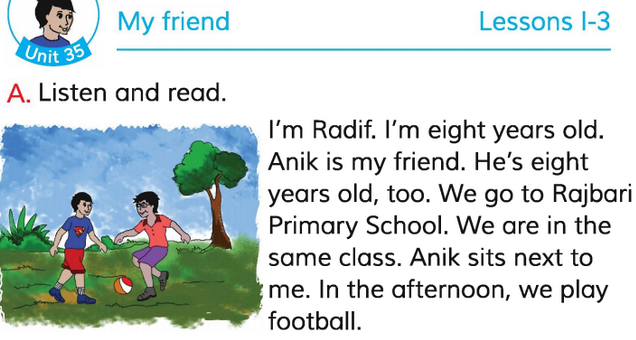 My friend
Lessons 1-3
Unit 35
A. Listen and read.
I'm Radif. I'm eight years old.
Anik is my friend. He's eight
years old, too. We go to Rajbari
Primary School. We are in the
same class. Anik sits next to
me. In the afternoon, we play
football.